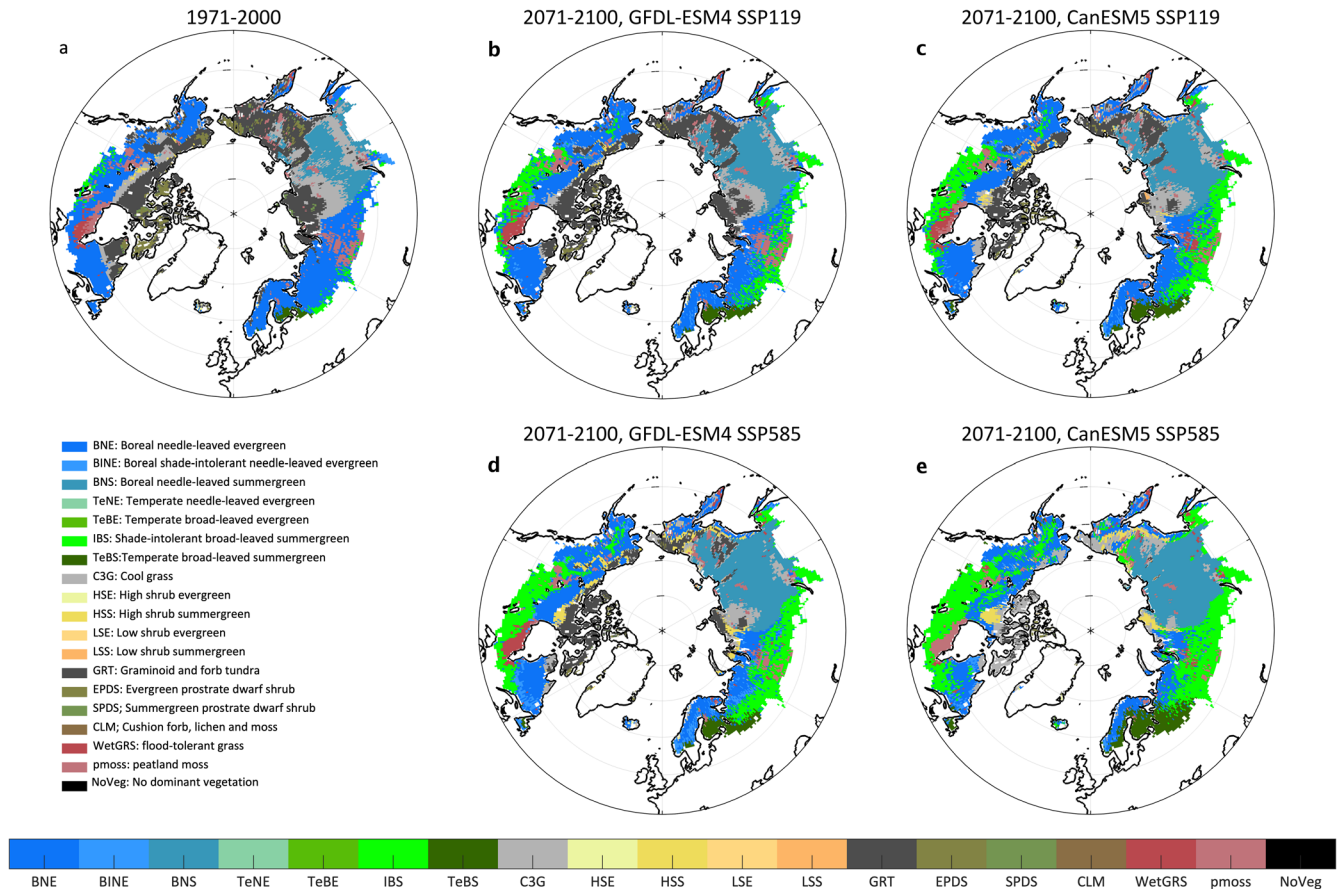 1971-2000
2071-2100, GFDL-ESM4 SSP119
2071-2100, CanESM5 SSP119
a
b
c
2071-2100, GFDL-ESM4 SSP585
2071-2100, CanESM5 SSP585
d
e
BNE: Boreal needle-leaved evergreen
BINE: Boreal shade-intolerant needle-leaved evergreen
BNS: Boreal needle-leaved summergreen
TeNE: Temperate needle-leaved evergreen
TeBE: Temperate broad-leaved evergreen
IBS: Shade-intolerant broad-leaved summergreen
TeBS:Temperate broad-leaved summergreen
C3G: Cool grass
HSE: High shrub evergreen
HSS: High shrub summergreen
LSE: Low shrub evergreen
LSS: Low shrub summergreen
GRT: Graminoid and forb tundra
EPDS: Evergreen prostrate dwarf shrub
SPDS; Summergreen prostrate dwarf shrub
CLM; Cushion forb, lichen and moss
WetGRS: flood-tolerant grass
pmoss: peatland moss
NoVeg: No dominant vegetation
BNE BINE BNS TeNE TeBE IBS TeBS C3G HSE HSS LSE LSS GRT EPDS SPDS CLM WetGRS pmoss NoVeg